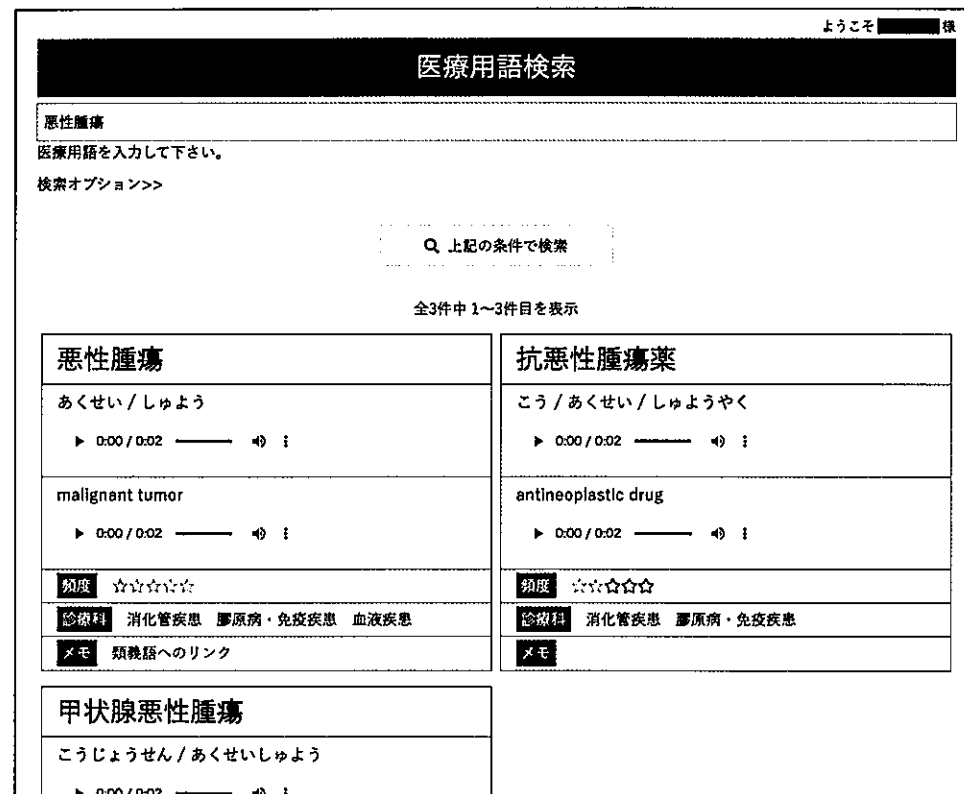 ようこそ 様
医療用語検索
悪性腫瘍
医療用語を入力して下さい。
検索オプション>>
上記の条件で検索
全3件中 1〜3件目を表示
悪性腫瘍
あくせい / しゅよう
0:00 / 0:02
malignant tumor
0:00 / 0:02
頻度 ☆☆☆☆☆
診療科 消化管疾患 膠原病・免疫疾患 血液疾患
メモ 類義語へのリンク
抗悪性腫瘍薬
こう / あくせい / しゅようやく
0:00 / 0:02
antineoplastic drug
0:00 / 0:02
頻度 ☆☆☆☆☆
診療科 消化管疾患 膠原病・免疫疾患
メモ
甲状腺悪性腫瘍
こうじょうせん / あくせいしゅよう
0:00 / 0:02